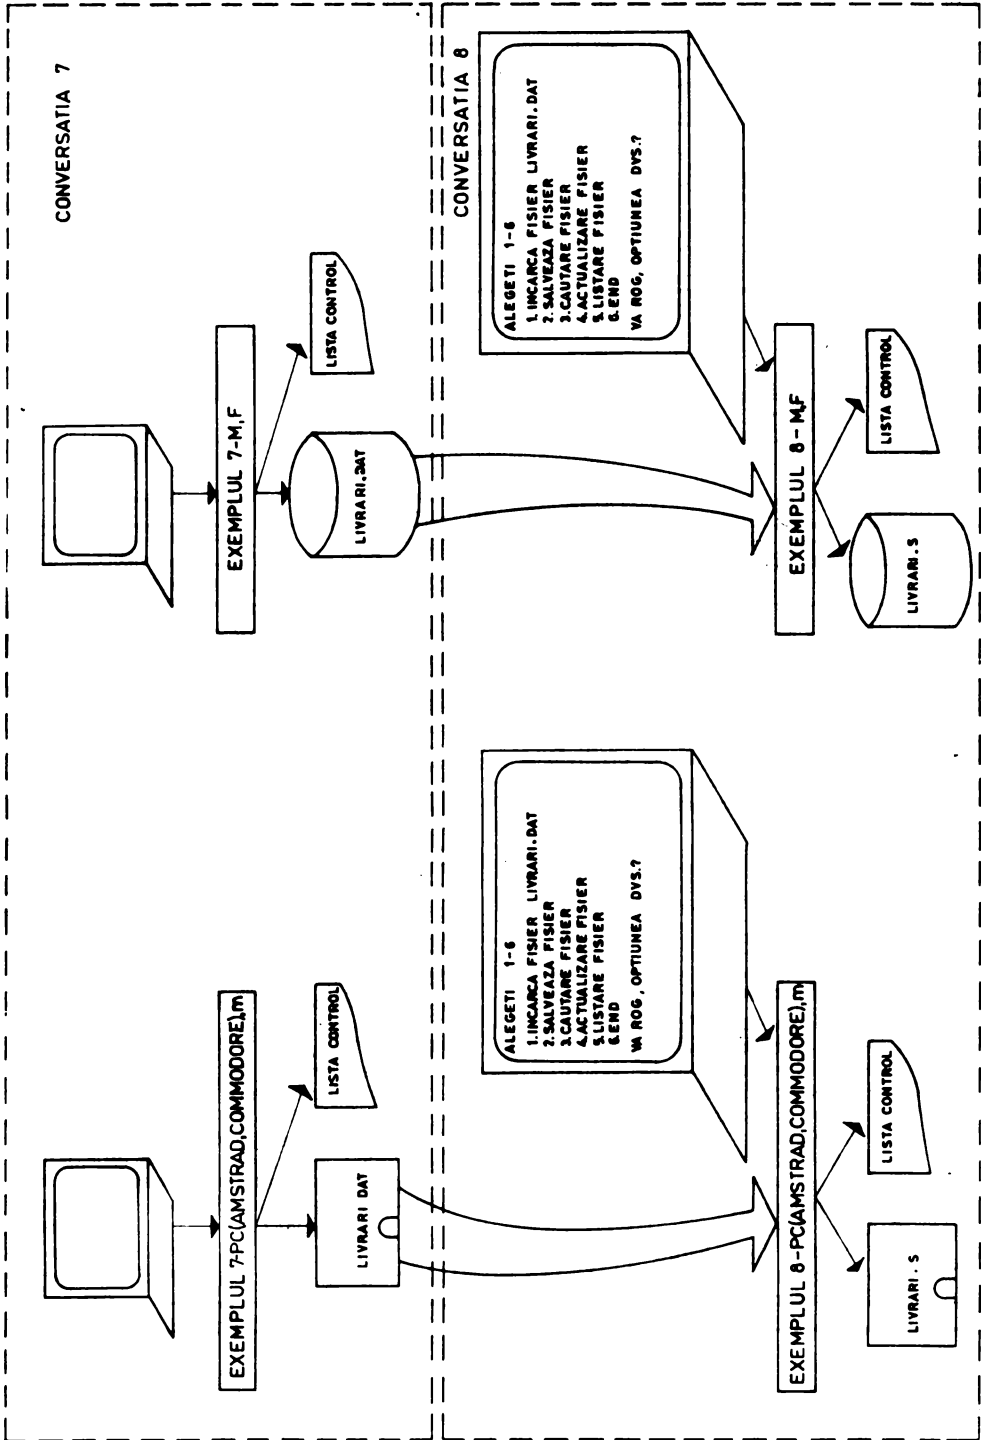 CONVERSATIA 7
EXEMPLUL 7-PC(AMSTRAD,COMMODORE),m
LISTA CONTROL
LIVRARI DAT
EXEMPLUL 7-M,F
LISTA CONTROL
LIVRARI.DAT
CONVERSATIA 8
ALEGETI 1-6
1.INCARCA FISIER LIVRARI.DAT
2.SALVEAZA FISIER
3.CAUTARE FISIER
4.ACTUALIZARE FISIER
5.LISTARE FISIER
6.END
VA ROG, OPTIUNEA DVS.?
EXEMPLUL 8-PC(AMSTRAD,COMMODORE),m
LISTA CONTROL
LIVRARI. S
ALEGETI 1-6
1.INCARCA FISIER LIVRARI.DAT
2.SALVEAZA FISIER
3.CAUTARE FISIER
4.ACTUALIZARE FISIER
5.LISTARE FISIER
6.END
VA ROG, OPTIUNEA DVS.?
EXEMPLUL 8-M,F
LISTA CONTROL
LIVRARI.S